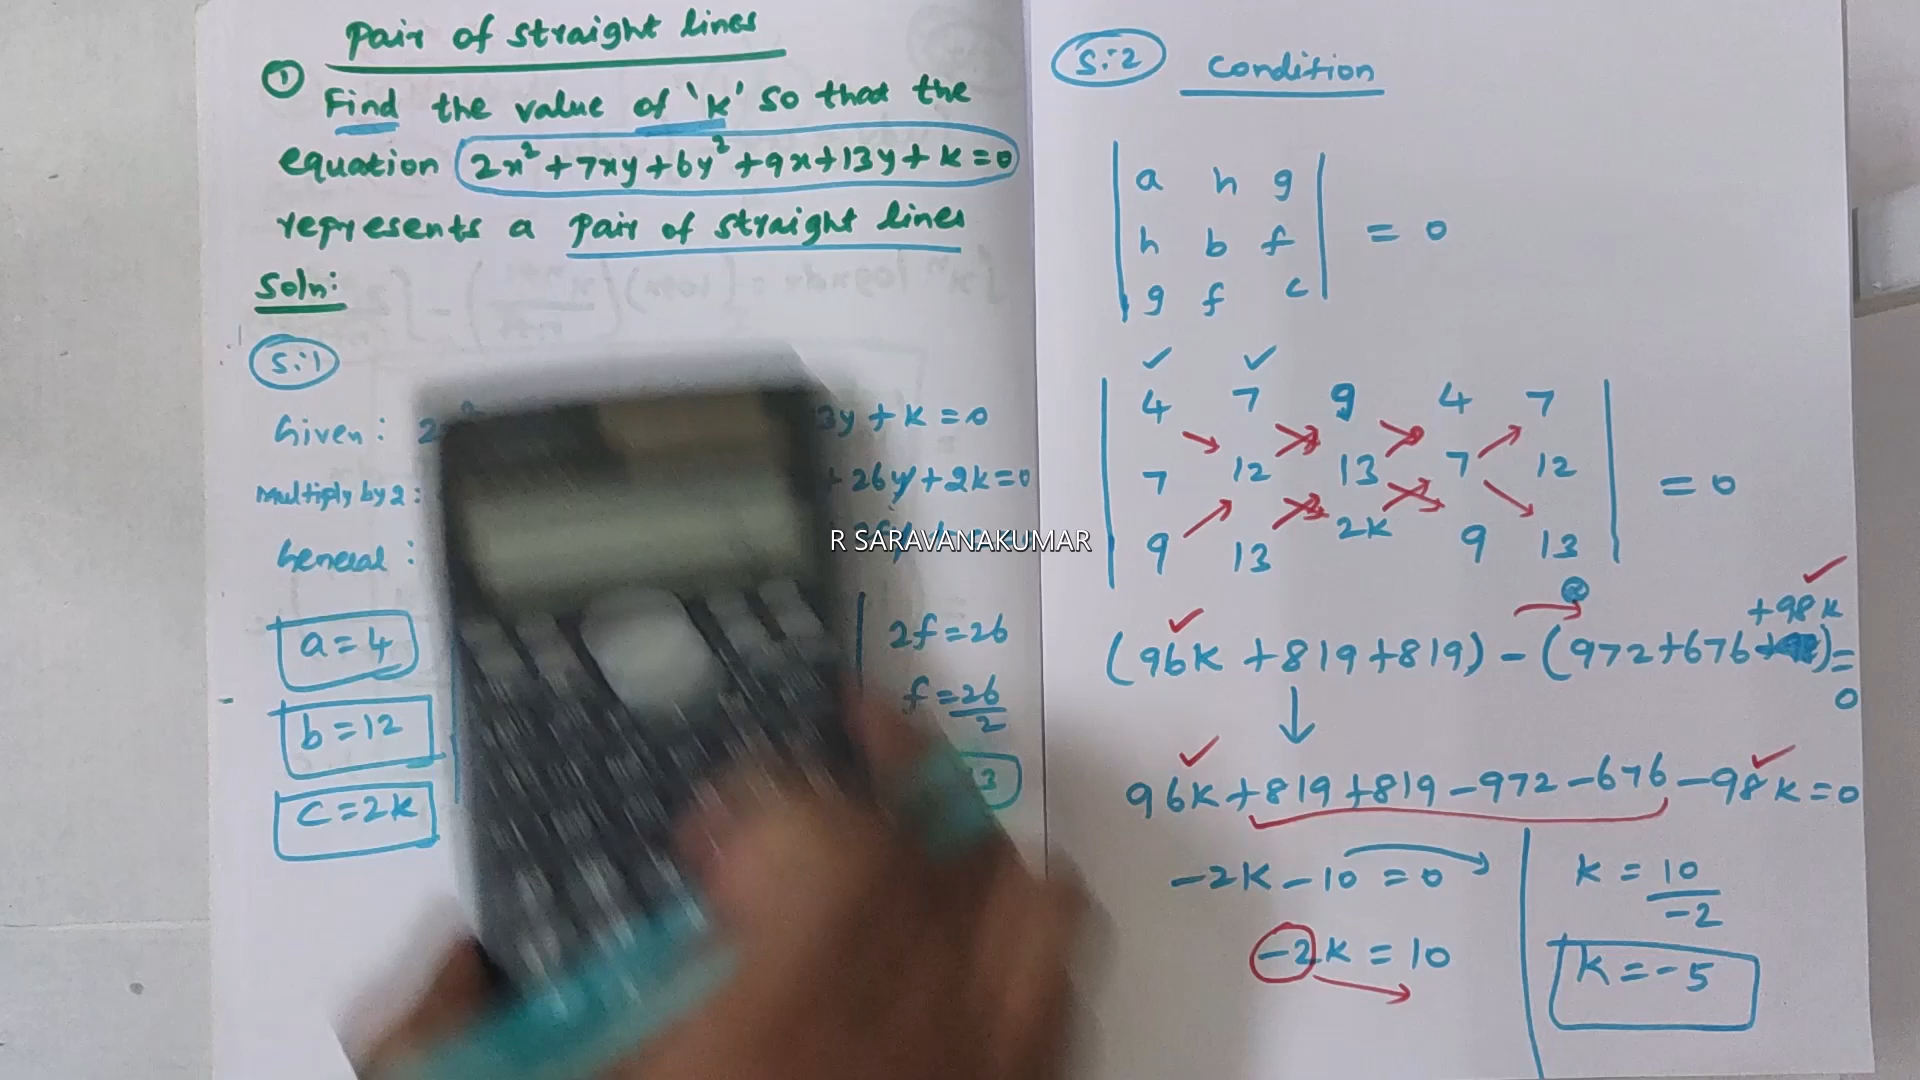 Pair of straight lines
① Find the value of 'k' so that the
equation 2x² + 7xy + 6y² + 9x + 13y + k = 0
represents a pair of straight lines
Soln:
S:1
Given: 2x² 3y + k = 0
Multiply by 2: + 26y + 2k = 0
General:
a = 4
b = 12
c = 2k
2f = 26
f = 26/2
3
R SARAVANAKUMAR
S:2 Condition
| a h g |
| h b f | = 0
| g f c |
4 7 9 4 7
7 12 13 7 12 = 0
9 13 2k 9 13
+98k
(96k + 819 + 819) - (972 + 676 ) =
0
96k + 819 + 819 - 972 - 676 - 98k = 0
-2k - 10 = 0
-2k = 10
k = 10/-2
k = -5